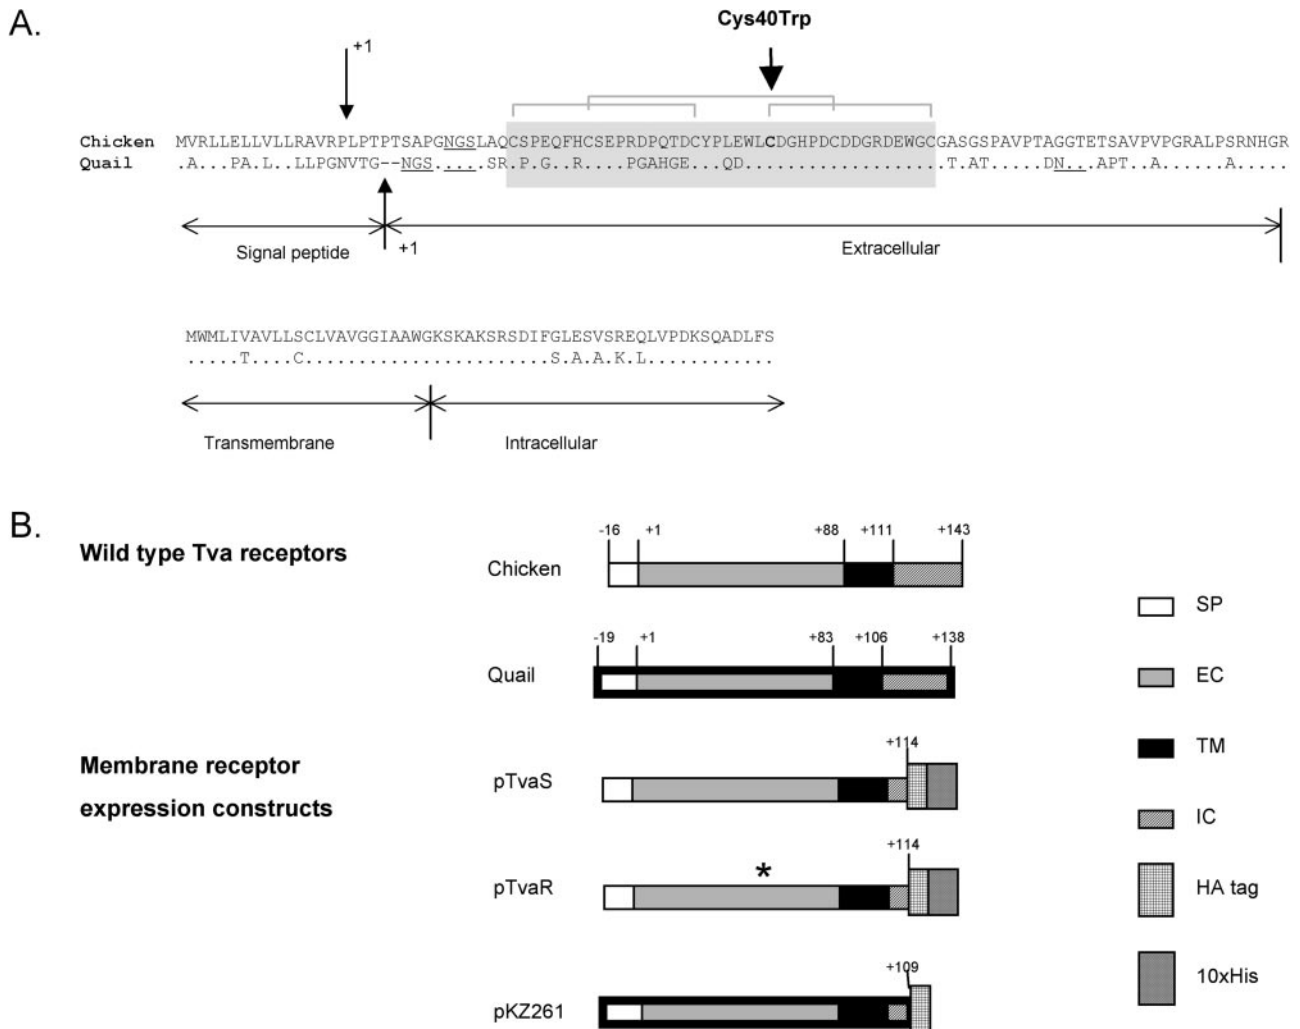 A.
Cys40Trp
+1
Chicken MVRLLELLVLLRAVRPLPTPTSAPGNGSLAQCSPEQFHCSEPRDPQTDCYPLEWLCDGHPDCDDGRDEWGCGASGSPAVPTAGGTETSAVPVPGRALPSRNHGR
Quail .A...PA.L...LLPGNVTG--NGS.....SR.P.G..R....PGAHGE...QD...................T.AT......DN...APT..A......A.....
Signal peptide +1 Extracellular
MWMLIVAVLLSCLVAVGGIAAWGKSKAKSRSDIFGLESVSREQLVPDKSQADLFS
.....T....C.......................S.A.A.K.L............
Transmembrane Intracellular
B.
Wild type Tva receptors
-16 +1 +88 +111 +143
Chicken
-19 +1 +83 +106 +138
Quail
Membrane receptor
expression constructs
+114
pTvaS
+114
*
pTvaR
+109
pKZ261
SP
EC
TM
IC
HA tag
10xHis